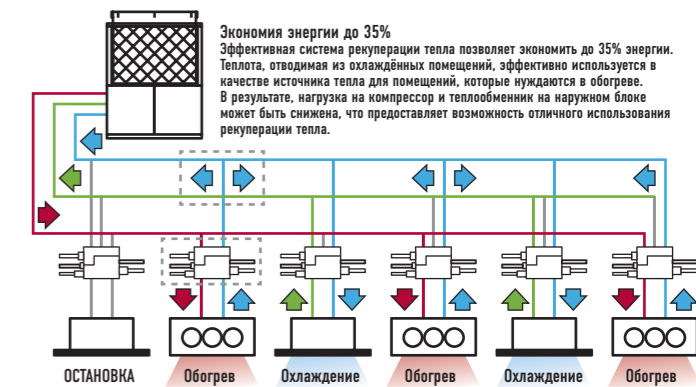 Экономия энергии до 35%
Эффективная система рекуперации тепла позволяет экономить до 35% энергии.
Теплота, отводимая из охлаждённых помещений, эффективно используется в
качестве источника тепла для помещений, которые нуждаются в обогреве.
В результате, нагрузка на компрессор и теплообменник на наружном блоке
может быть снижена, что предоставляет возможность отличного использования
рекуперации тепла.
ОСТАНОВКА Обогрев Охлаждение Обогрев Охлаждение Обогрев